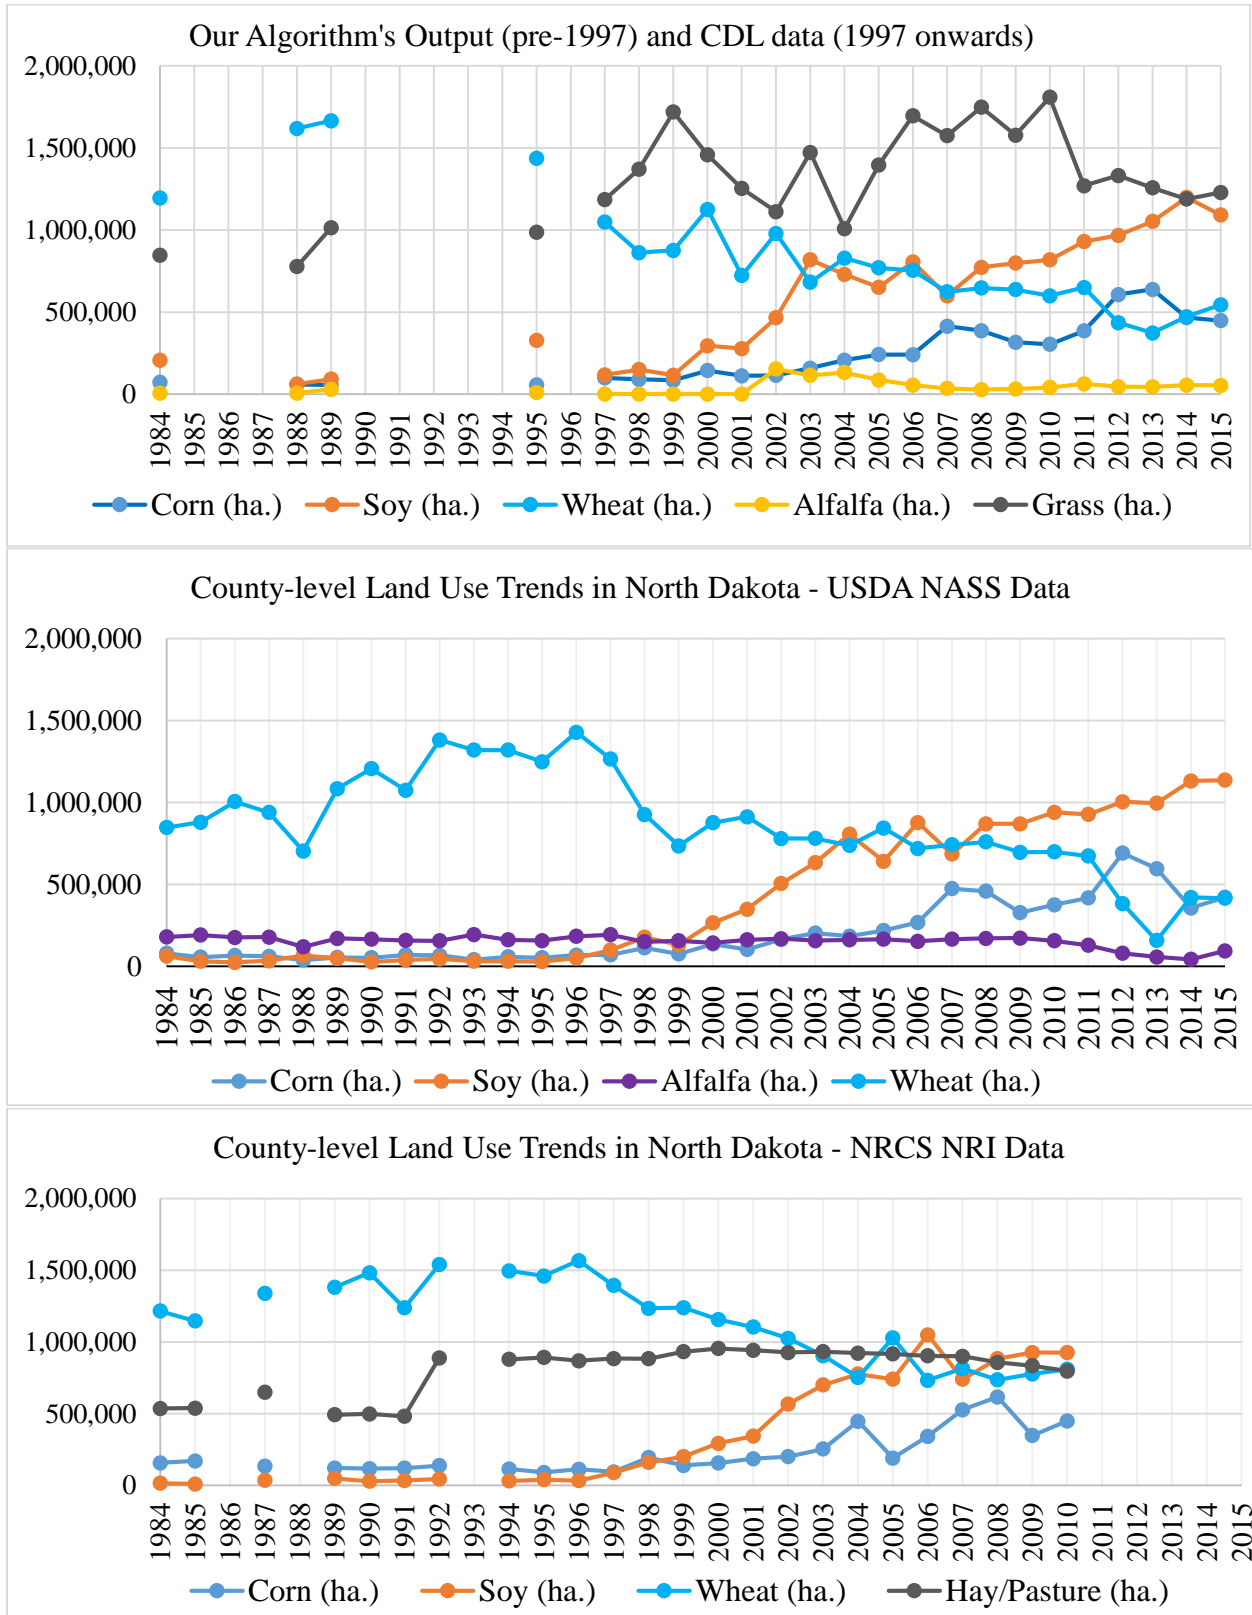 Our Algorithm's Output (pre-1997) and CDL data (1997 onwards)
2,000,000
1,500,000
1,000,000
500,000
0
1984 1985 1986 1987 1988 1989 1990 1991 1992 1993 1994 1995 1996 1997 1998 1999 2000 2001 2002 2003 2004 2005 2006 2007 2008 2009 2010 2011 2012 2013 2014 2015
Corn (ha.) Soy (ha.) Wheat (ha.) Alfalfa (ha.) Grass (ha.)
County-level Land Use Trends in North Dakota - USDA NASS Data
2,000,000
1,500,000
1,000,000
500,000
0
1984 1985 1986 1987 1988 1989 1990 1991 1992 1993 1994 1995 1996 1997 1998 1999 2000 2001 2002 2003 2004 2005 2006 2007 2008 2009 2010 2011 2012 2013 2014 2015
Corn (ha.) Soy (ha.) Alfalfa (ha.) Wheat (ha.)
County-level Land Use Trends in North Dakota - NRCS NRI Data
2,000,000
1,500,000
1,000,000
500,000
0
1984 1985 1986 1987 1988 1989 1990 1991 1992 1993 1994 1995 1996 1997 1998 1999 2000 2001 2002 2003 2004 2005 2006 2007 2008 2009 2010 2011 2012 2013 2014 2015
Corn (ha.) Soy (ha.) Wheat (ha.) Hay/Pasture (ha.)